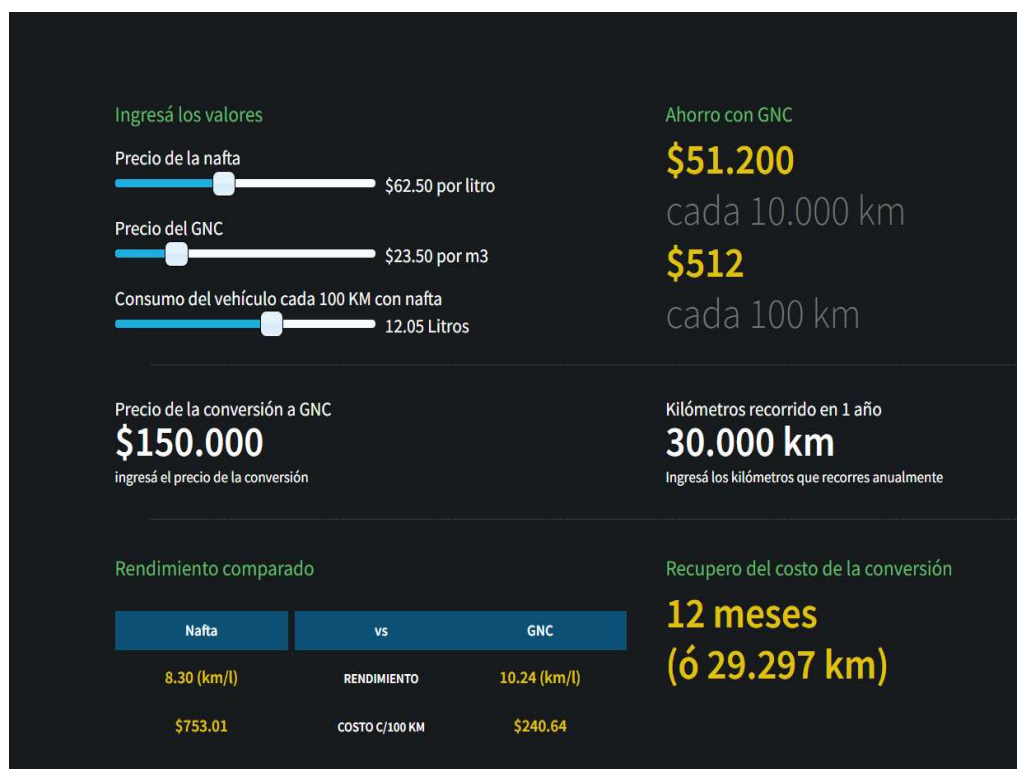 Ingresá los valores
Precio de la nafta
$62.50 por litro
Precio del GNC
$23.50 por m3
Consumo del vehículo cada 100 KM con nafta
12.05 Litros
Ahorro con GNC
$51.200
cada 10.000 km
$512
cada 100 km
Precio de la conversión a GNC
$150.000
ingresá el precio de la conversión
Kilómetros recorrido en 1 año
30.000 km
Ingresá los kilómetros que recorres anualmente
Rendimiento comparado
Nafta vs GNC
8.30 (km/l) RENDIMIENTO 10.24 (km/l)
$753.01 COSTO C/100 KM $240.64
Recupero del costo de la conversión
12 meses
(ó 29.297 km)